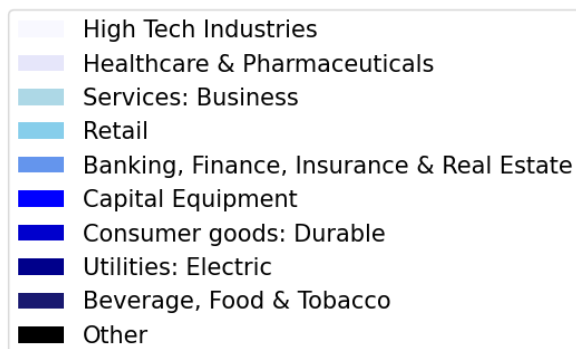 High Tech Industries
Healthcare & Pharmaceuticals
Services: Business
Retail
Banking, Finance, Insurance & Real Estate
Capital Equipment
Consumer goods: Durable
Utilities: Electric
Beverage, Food & Tobacco
Other